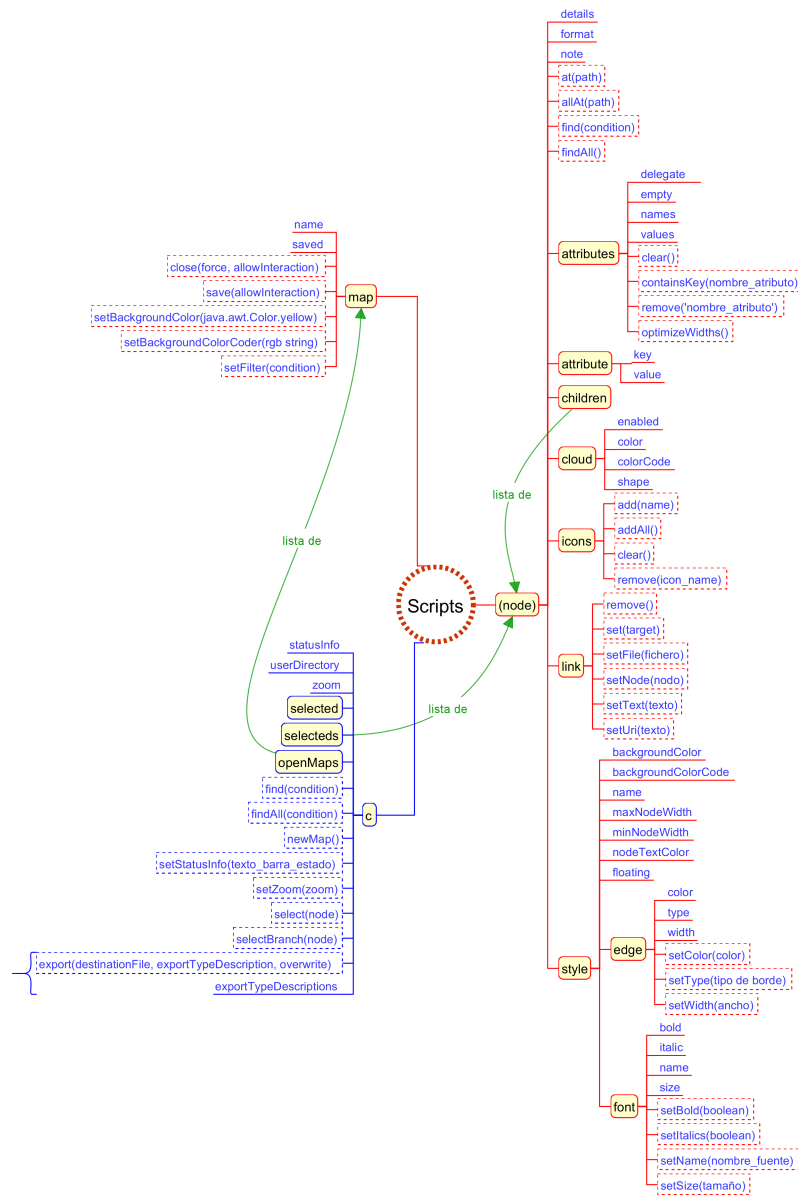 Scripts
map
name
saved
close(force, allowInteraction)
save(allowInteraction)
setBackgroundColor(java.awt.Color.yellow)
setBackgroundColorCoder(rgb string)
setFilter(condition)
lista de
c
statusInfo
userDirectory
zoom
selected
selecteds
lista de
openMaps
find(condition)
findAll(condition)
newMap()
setStatusInfo(texto_barra_estado)
setZoom(zoom)
select(node)
selectBranch(node)
export(destinationFile, exportTypeDescription, overwrite)
exportTypeDescriptions
(node)
details
format
note
at(path)
allAt(path)
find(condition)
findAll()
attributes
delegate
empty
names
values
clear()
containsKey(nombre_atributo)
remove('nombre_atributo')
optimizeWidths()
attribute
key
value
children
lista de
cloud
enabled
color
colorCode
shape
icons
add(name)
addAll()
clear()
remove(icon_name)
link
remove()
set(target)
setFile(fichero)
setNode(nodo)
setText(texto)
setUri(texto)
style
backgroundColor
backgroundColorCode
name
maxNodeWidth
minNodeWidth
nodeTextColor
floating
edge
color
type
width
setColor(color)
setType(tipo de borde)
setWidth(ancho)
font
bold
italic
name
size
setBold(boolean)
setItalics(boolean)
setName(nombre_fuente)
setSize(tamaño)